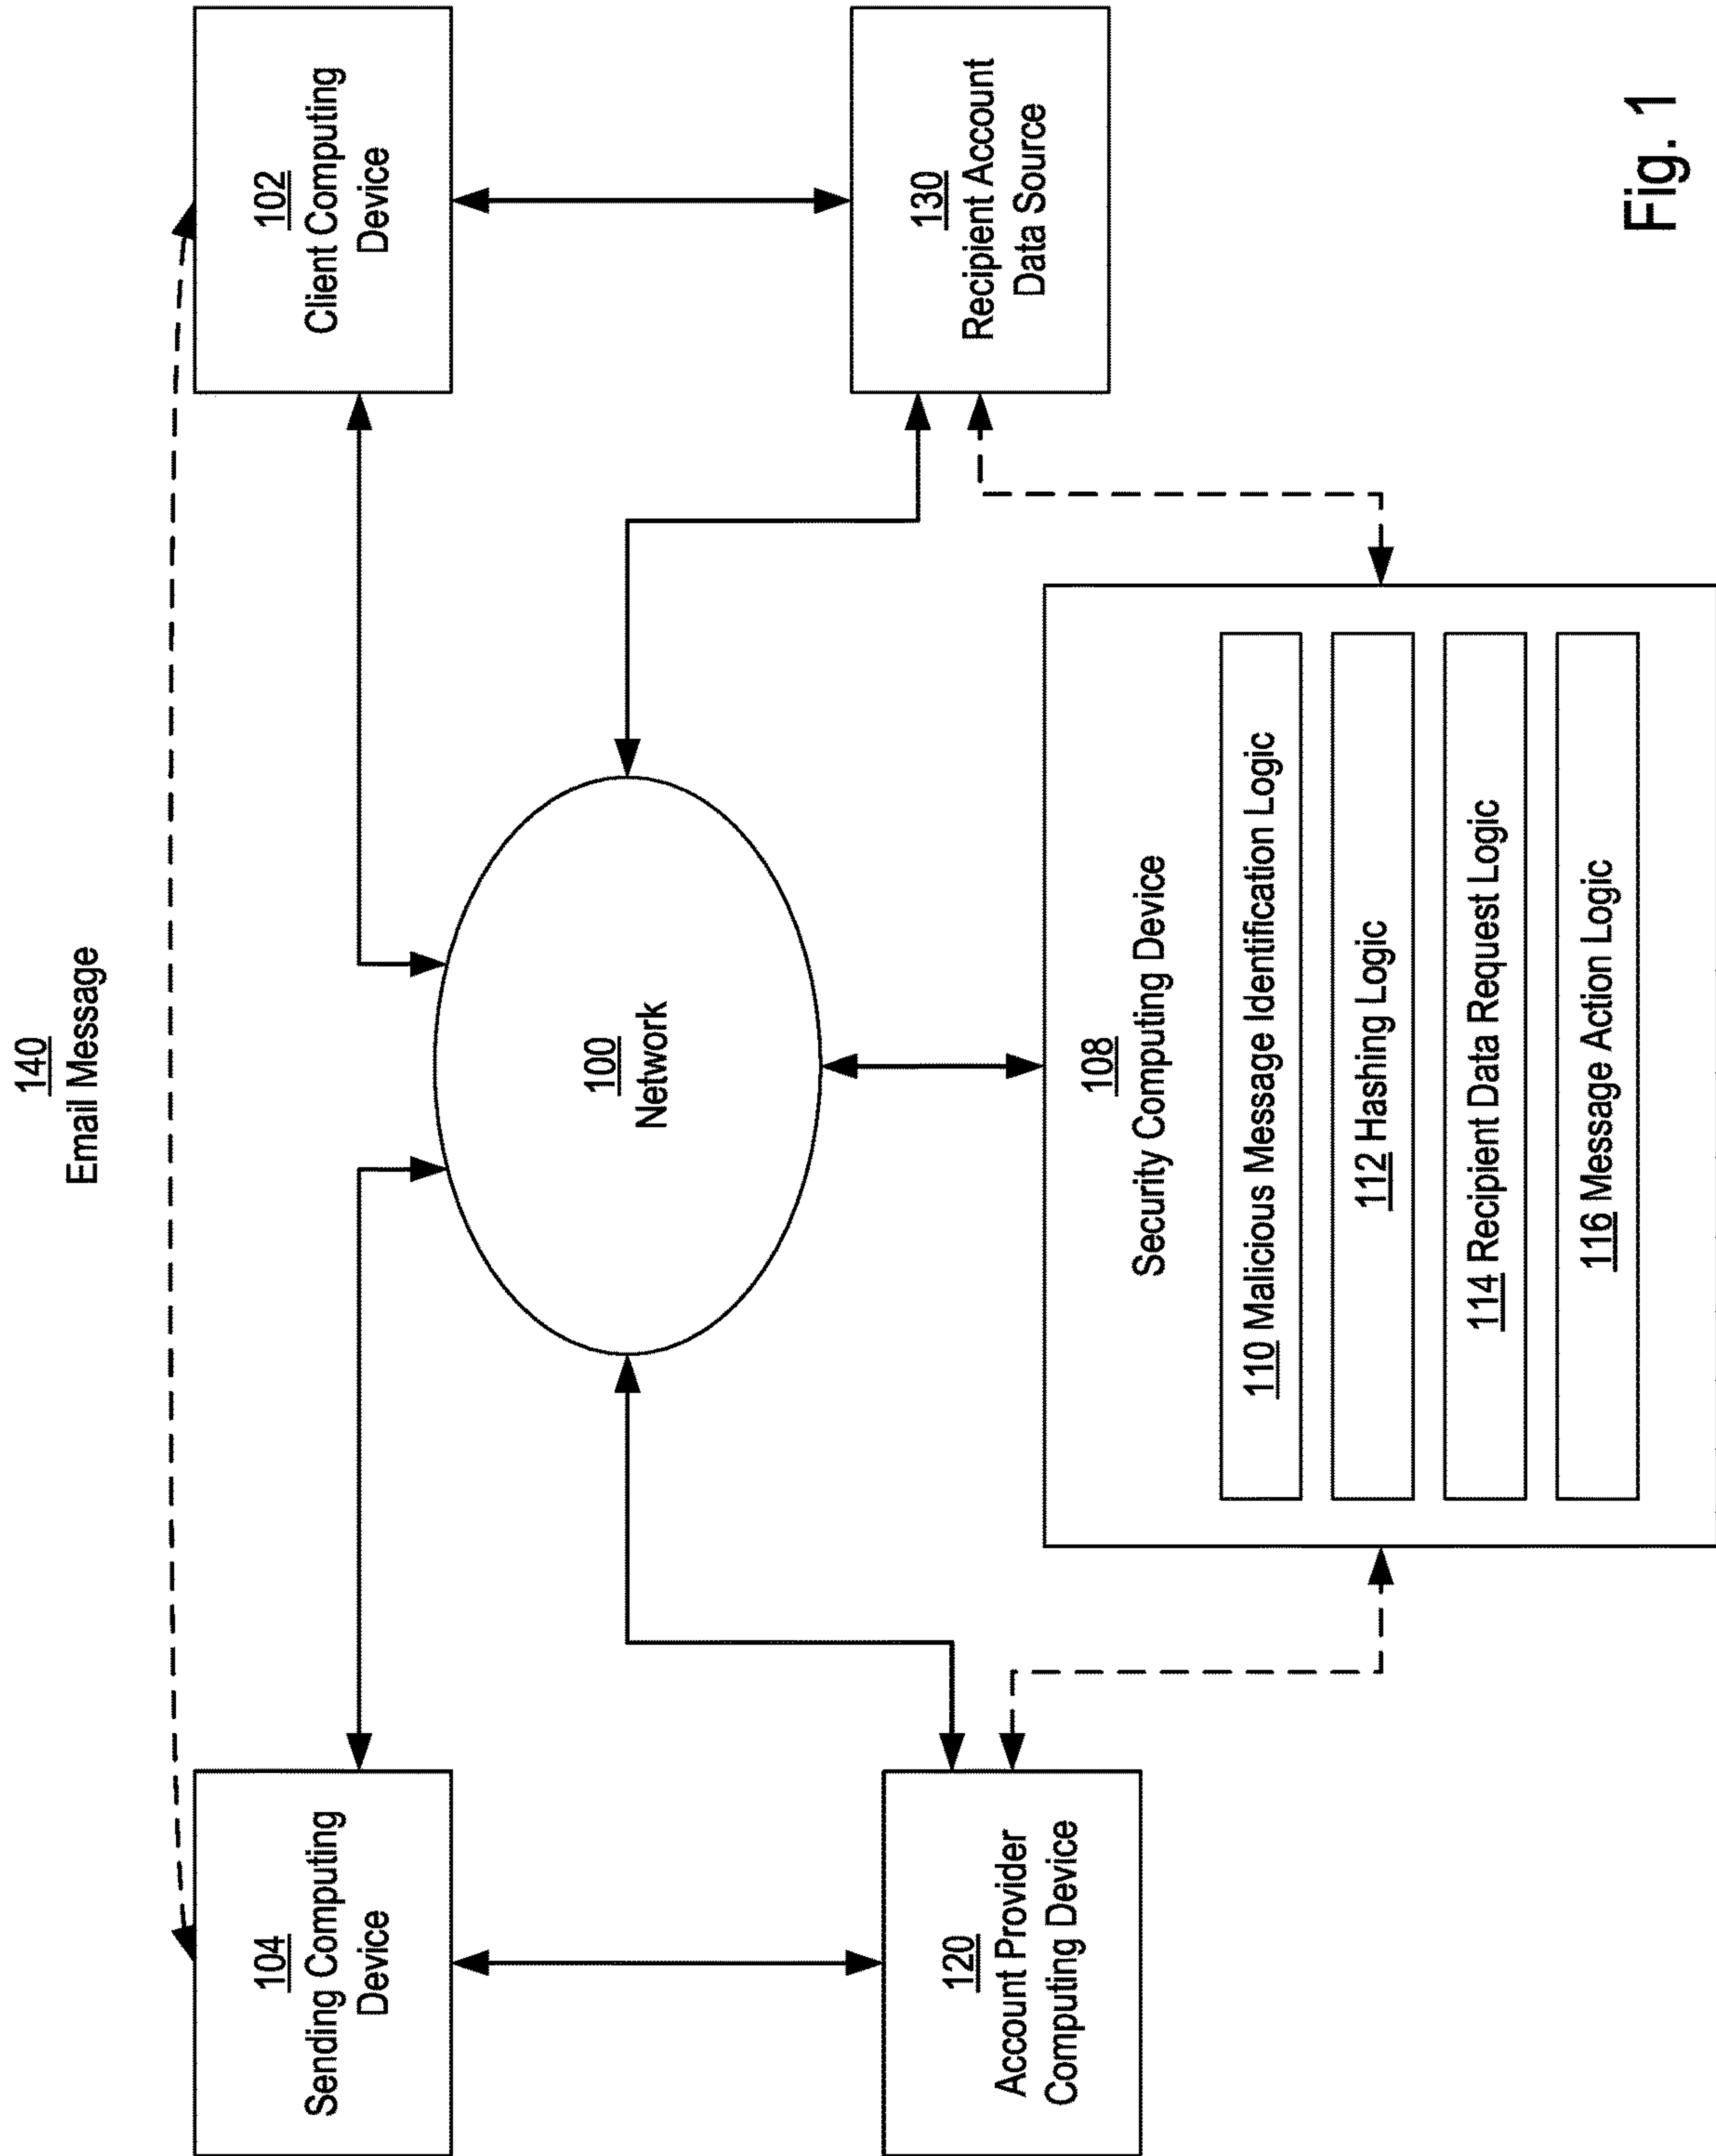 140
Email Message
104
Sending Computing
Device
102
Client Computing
Device
100
Network
120
Account Provider
Computing Device
130
Recipient Account
Data Source
108
Security Computing Device
110 Malicious Message Identification Logic
112 Hashing Logic
114 Recipient Data Request Logic
116 Message Action Logic
Fig. 1